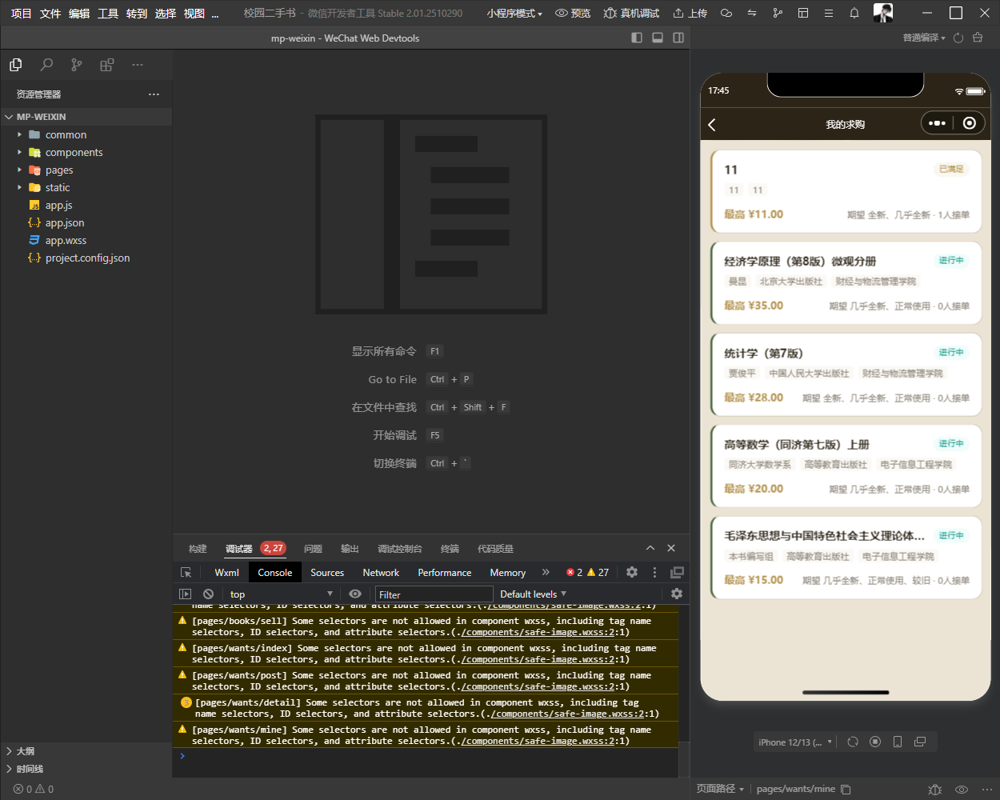 项目 文件 编辑 工具 转到 选择 视图 ... 校园二手书 - 微信开发者工具 Stable 2.01.2510290 小程序模式 预览 真机调试 上传
mp-weixin - WeChat Web Devtools 普通编译
资源管理器 ...
MP-WEIXIN
common
components
pages
static
app.js
app.json
app.wxss
project.config.json
大纲
时间线
0 0
显示所有命令 F1
Go to File Ctrl + P
在文件中查找 Ctrl + Shift + F
开始调试 F5
切换终端 Ctrl + `
构建 调试器 2, 27 问题 输出 调试控制台 终端 代码质量
Wxml Console Sources Network Performance Memory 2 27
top Filter Default levels
name selectors, ID selectors, and attribute selectors.(./components/safe-image.wxss:2:1)
[pages/books/sell] Some selectors are not allowed in component wxss, including tag name
selectors, ID selectors, and attribute selectors.(./components/safe-image.wxss:2:1)
[pages/wants/index] Some selectors are not allowed in component wxss, including tag name
selectors, ID selectors, and attribute selectors.(./components/safe-image.wxss:2:1)
[pages/wants/post] Some selectors are not allowed in component wxss, including tag name
selectors, ID selectors, and attribute selectors.(./components/safe-image.wxss:2:1)
3 [pages/wants/detail] Some selectors are not allowed in component wxss, including tag
name selectors, ID selectors, and attribute selectors.(./components/safe-image.wxss:2:1)
[pages/wants/mine] Some selectors are not allowed in component wxss, including tag name
selectors, ID selectors, and attribute selectors.(./components/safe-image.wxss:2:1)
17:45
我的求购
11 已满足
11 11
最高 ¥11.00 期望 全新、几乎全新 · 1人接单
经济学原理（第8版）微观分册 进行中
曼昆 北京大学出版社 财经与物流管理学院
最高 ¥35.00 期望 几乎全新、正常使用 · 0人接单
统计学（第7版） 进行中
贾俊平 中国人民大学出版社 财经与物流管理学院
最高 ¥28.00 期望 全新、几乎全新、正常使用 · 0人接单
高等数学（同济第七版）上册 进行中
同济大学数学系 高等教育出版社 电子信息工程学院
最高 ¥20.00 期望 几乎全新、正常使用 · 0人接单
毛泽东思想与中国特色社会主义理论体... 进行中
本书编写组 高等教育出版社 电子信息工程学院
最高 ¥15.00 期望 几乎全新、正常使用、较旧 · 0人接单
iPhone 12/13 (...
页面路径 pages/wants/mine